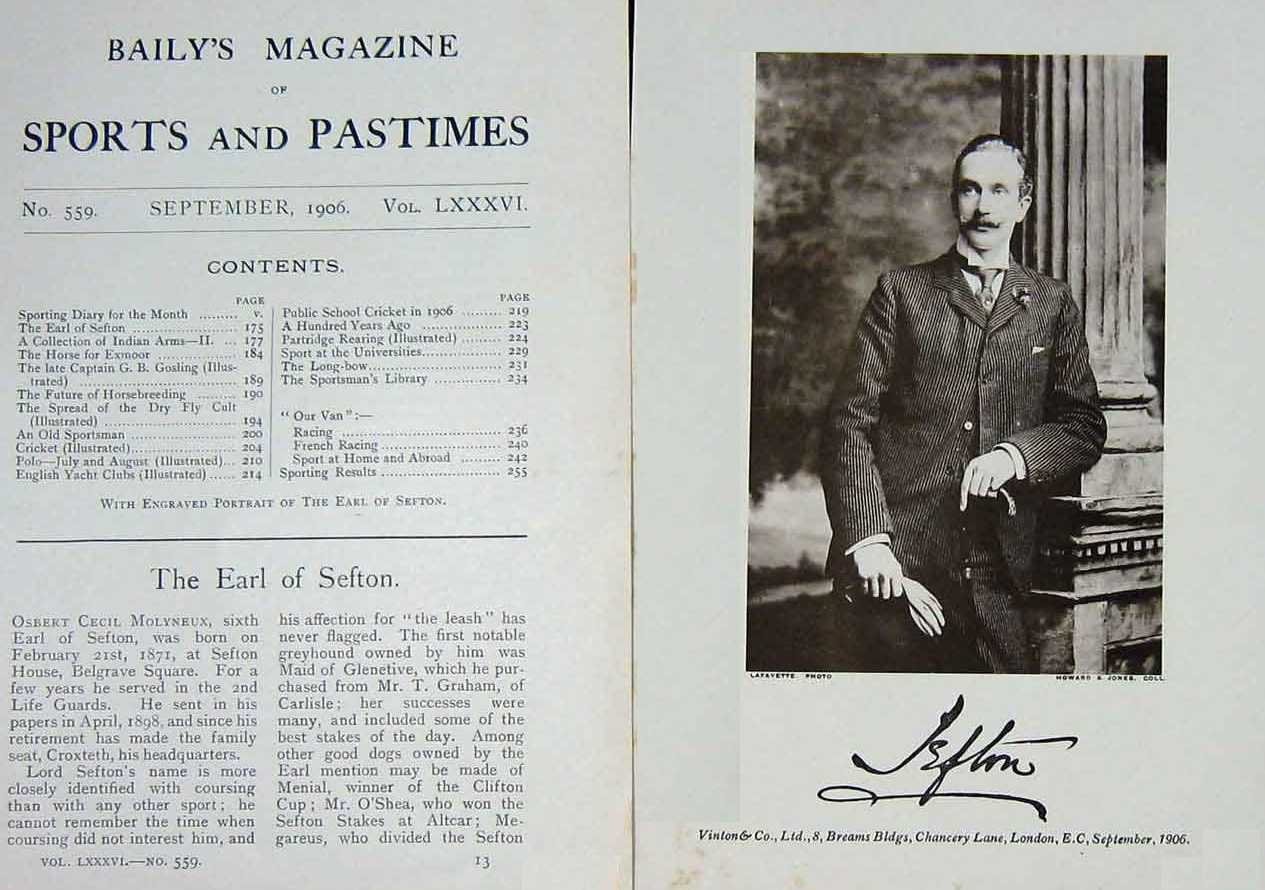 BAILY'S MAGAZINE
OF
SPORTS AND PASTIMES
No. 559. SEPTEMBER, 1906. VOL. LXXXVI.
CONTENTS.
PAGE
Sporting Diary for the Month ......... v.
The Earl of Sefton ........................ 175
A Collection of Indian Arms—II. ... 177
The Horse for Exmoor .................. 184
The late Captain G. B. Gosling (Illus-
trated) .................................... 189
The Future of Horsebreeding ......... 190
The Spread of the Dry Fly Cult
(Illustrated) .............................. 194
An Old Sportsman ........................ 200
Cricket (Illustrated)........................ 204
Polo—July and August (Illustrated)... 210
English Yacht Clubs (Illustrated) ...... 214
PAGE
Public School Cricket in 1906 ......... 219
A Hundred Years Ago .................. 223
Partridge Rearing (Illustrated) ......... 224
Sport at the Universities.................. 229
The Long-bow.............................. 231
The Sportsman's Library ............... 234
"Our Van":—
Racing .................................... 236
French Racing ........................... 240
Sport at Home and Abroad ......... 242
Sporting Results ........................... 255
WITH ENGRAVED PORTRAIT OF THE EARL OF SEFTON.
The Earl of Sefton.
OSBERT CECIL MOLYNEUX, sixth
Earl of Sefton, was born on
February 21st, 1871, at Sefton
House, Belgrave Square. For a
few years he served in the 2nd
Life Guards. He sent in his
papers in April, 1898, and since his
retirement has made the family
seat, Croxteth, his headquarters.
Lord Sefton's name is more
closely identified with coursing
than with any other sport; he
cannot remember the time when
coursing did not interest him, and
his affection for "the leash" has
never flagged. The first notable
greyhound owned by him was
Maid of Glenetive, which he pur-
chased from Mr. T. Graham, of
Carlisle; her successes were
many, and included some of the
best stakes of the day. Among
other good dogs owned by the
Earl mention may be made of
Menial, winner of the Clifton
Cup; Mr. O'Shea, who won the
Sefton Stakes at Altcar; Me-
gareus, who divided the Sefton
VOL. LXXXVI.—NO. 559. 13
LAFAYETTE PHOTO HOWARD & JONES, COLL.
Sefton
Vinton & Co., Ltd., 8, Breams Bldgs, Chancery Lane, London, E.C, September, 1906.